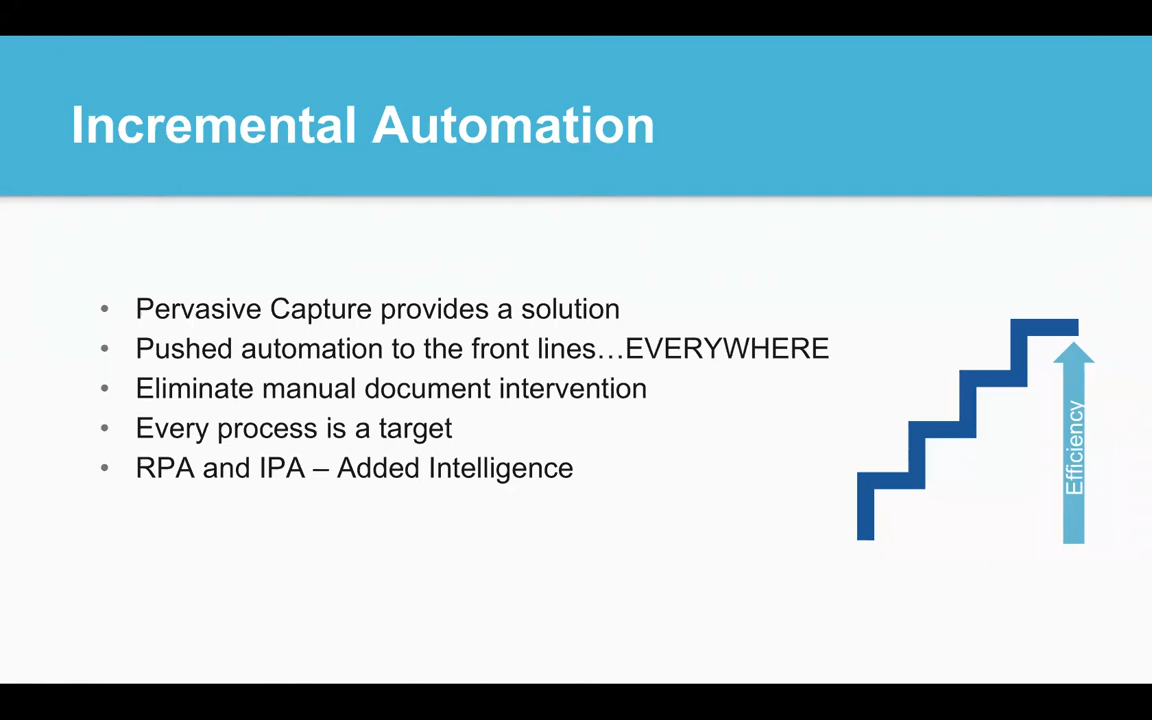 Incremental Automation
• Pervasive Capture provides a solution
• Pushed automation to the front lines…EVERYWHERE
• Eliminate manual document intervention
• Every process is a target
• RPA and IPA – Added Intelligence
Efficiency